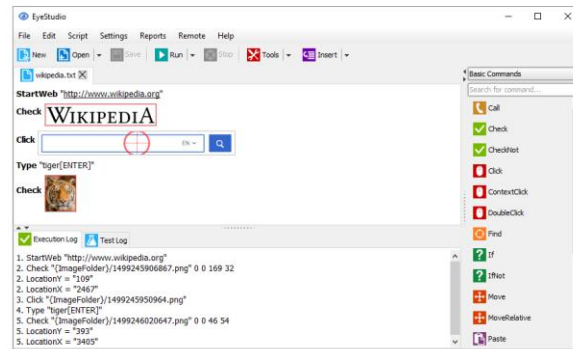 EyeStudio
File Edit Script Settings Reports Remote Help
New Open Save Run Stop Tools Insert
wikipedia.txt
StartWeb "http://www.wikipedia.org"
Check WIKIPEDIA
Click EN
Type "tiger[ENTER]"
Check
Execution Log Test Log
1. StartWeb "http://www.wikipedia.org"
2. Check "{ImageFolder}/1499245906867.png" 0 0 169 32
2. LocationY = "109"
2. LocationX = "2467"
3. Click "{ImageFolder}/1499245950964.png"
4. Type "tiger[ENTER]"
5. Check "{ImageFolder}/1499246020647.png" 0 0 46 54
5. LocationY = "393"
5. LocationX = "3405"
Basic Commands
Search for command...
Call
Check
CheckNot
Click
ContextClick
DoubleClick
Find
If
IfNot
Move
MoveRelative
Paste